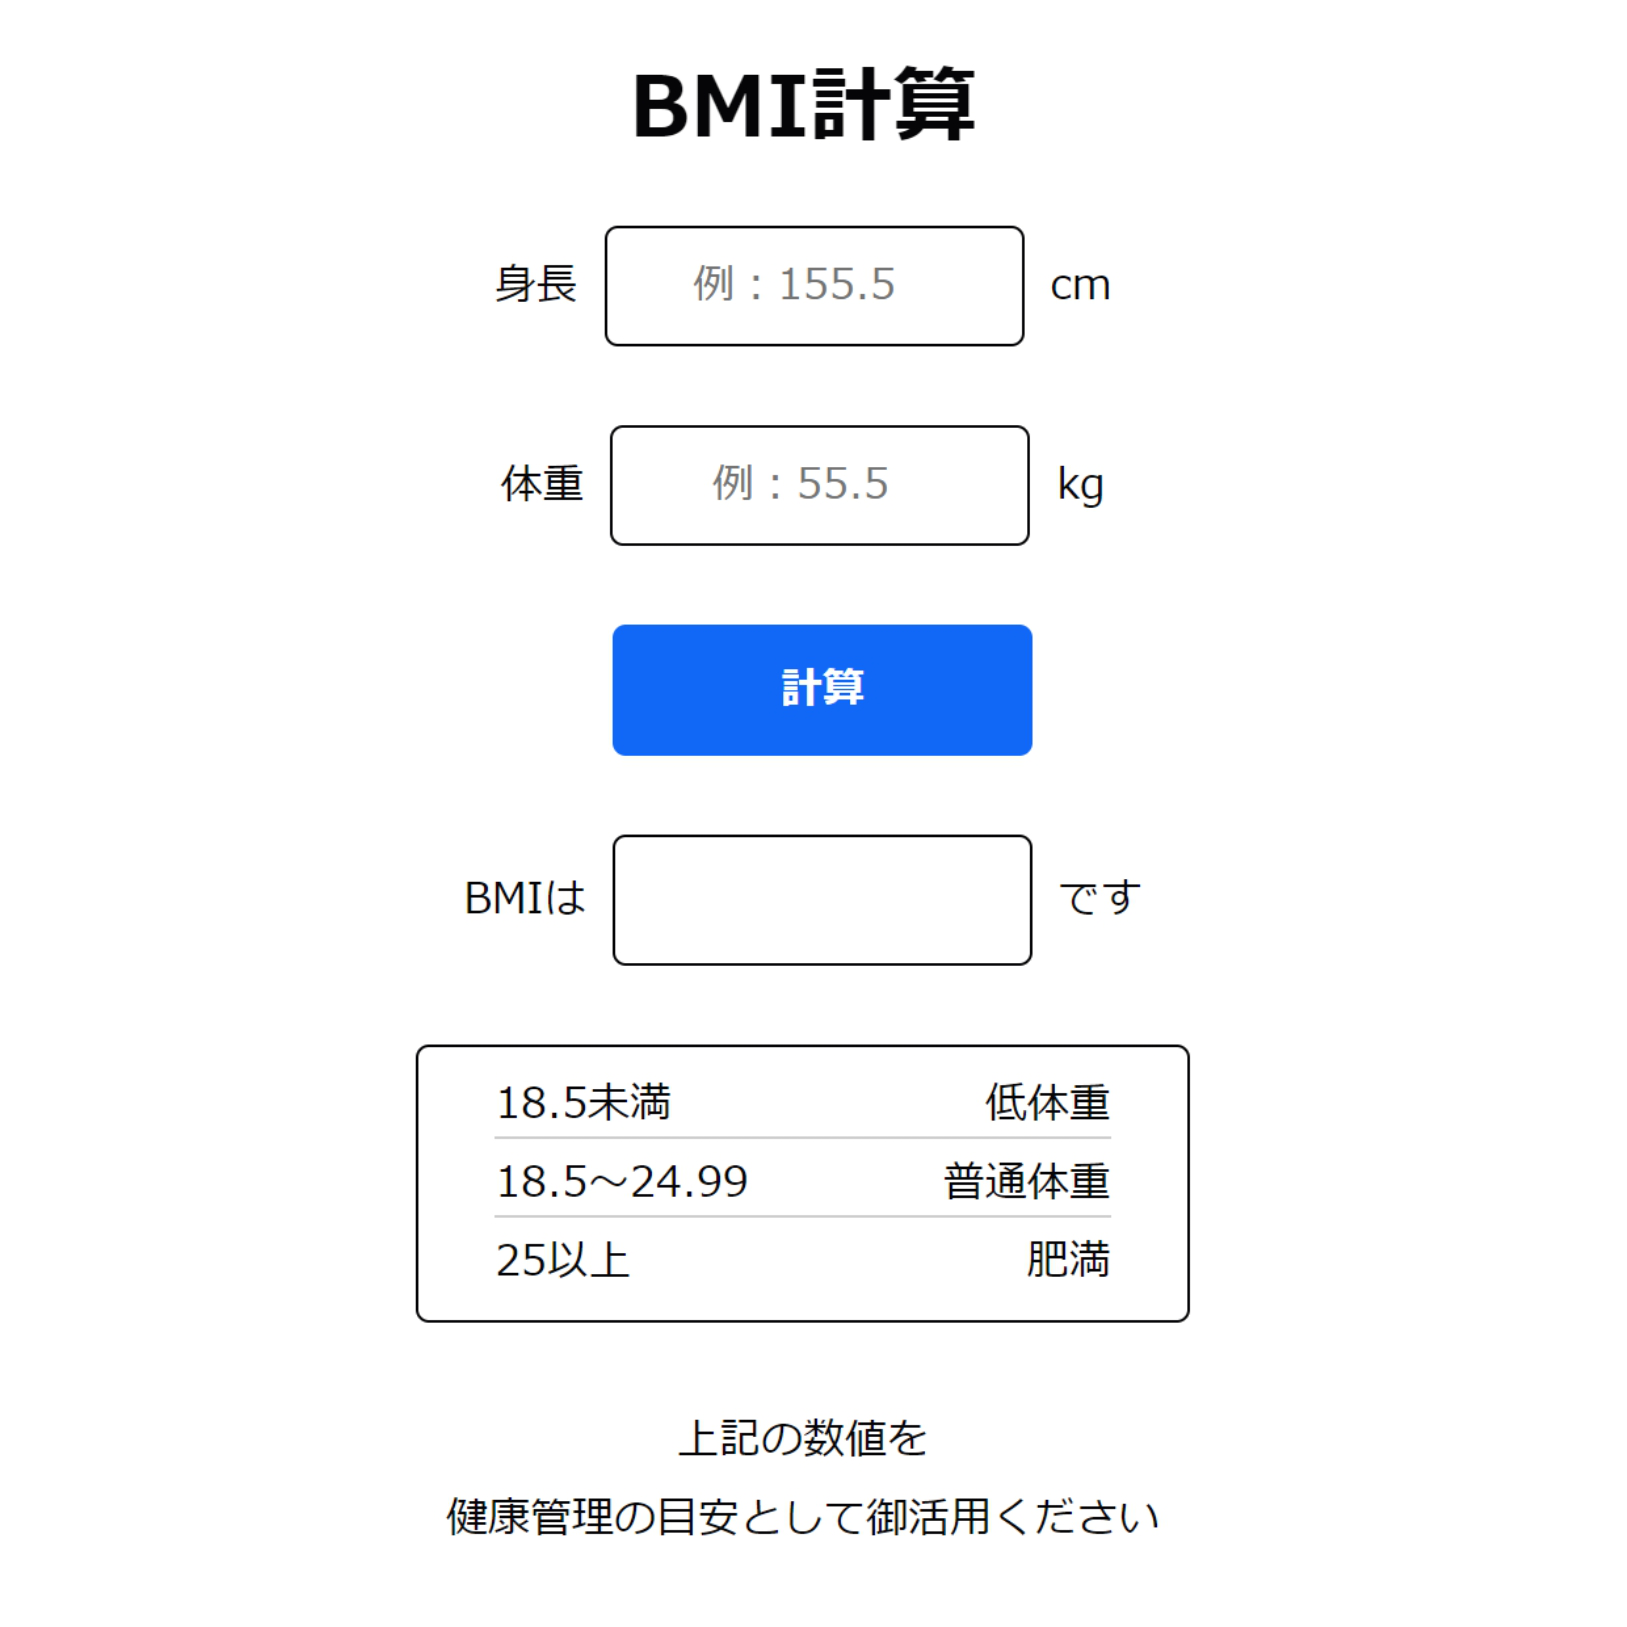 BMI計算
身長 例：155.5 cm
体重 例：55.5 kg
計算
BMIは です
18.5未満 低体重
18.5～24.99 普通体重
25以上 肥満
上記の数値を
健康管理の目安として御活用ください